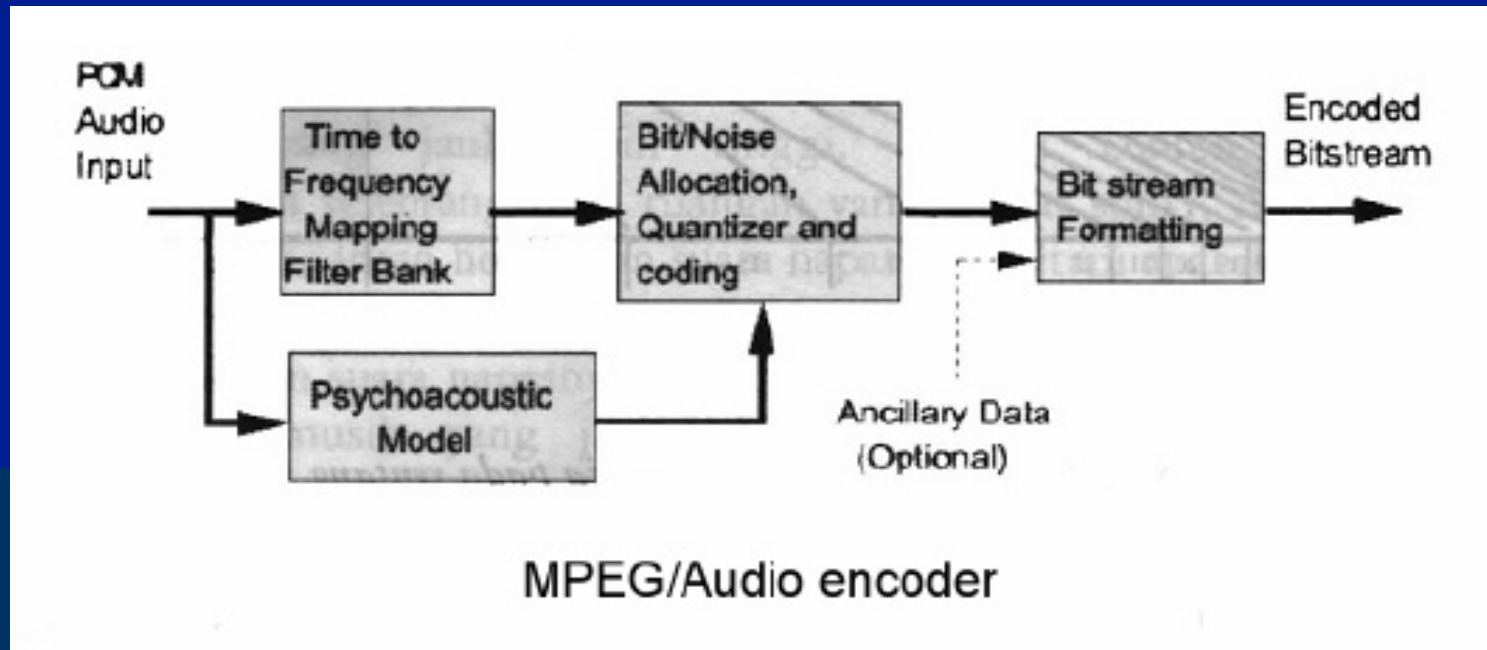 PCM
Audio
Input
Time to
Frequency
Mapping
Filter Bank
Bit/Noise
Allocation,
Quantizer and
coding
Bit stream
Formatting
Encoded
Bitstream
Psychoacoustic
Model
Ancillary Data
(Optional)
MPEG/Audio encoder